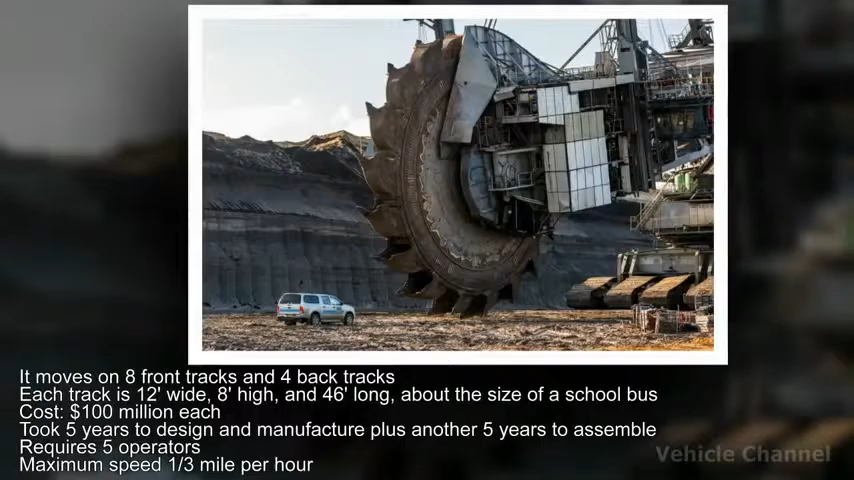 It moves on 8 front tracks and 4 back tracks
Each track is 12' wide, 8' high, and 46' long, about the size of a school bus
Cost: $100 million each
Took 5 years to design and manufacture plus another 5 years to assemble
Requires 5 operators
Maximum speed 1/3 mile per hour
Vehicle Channel